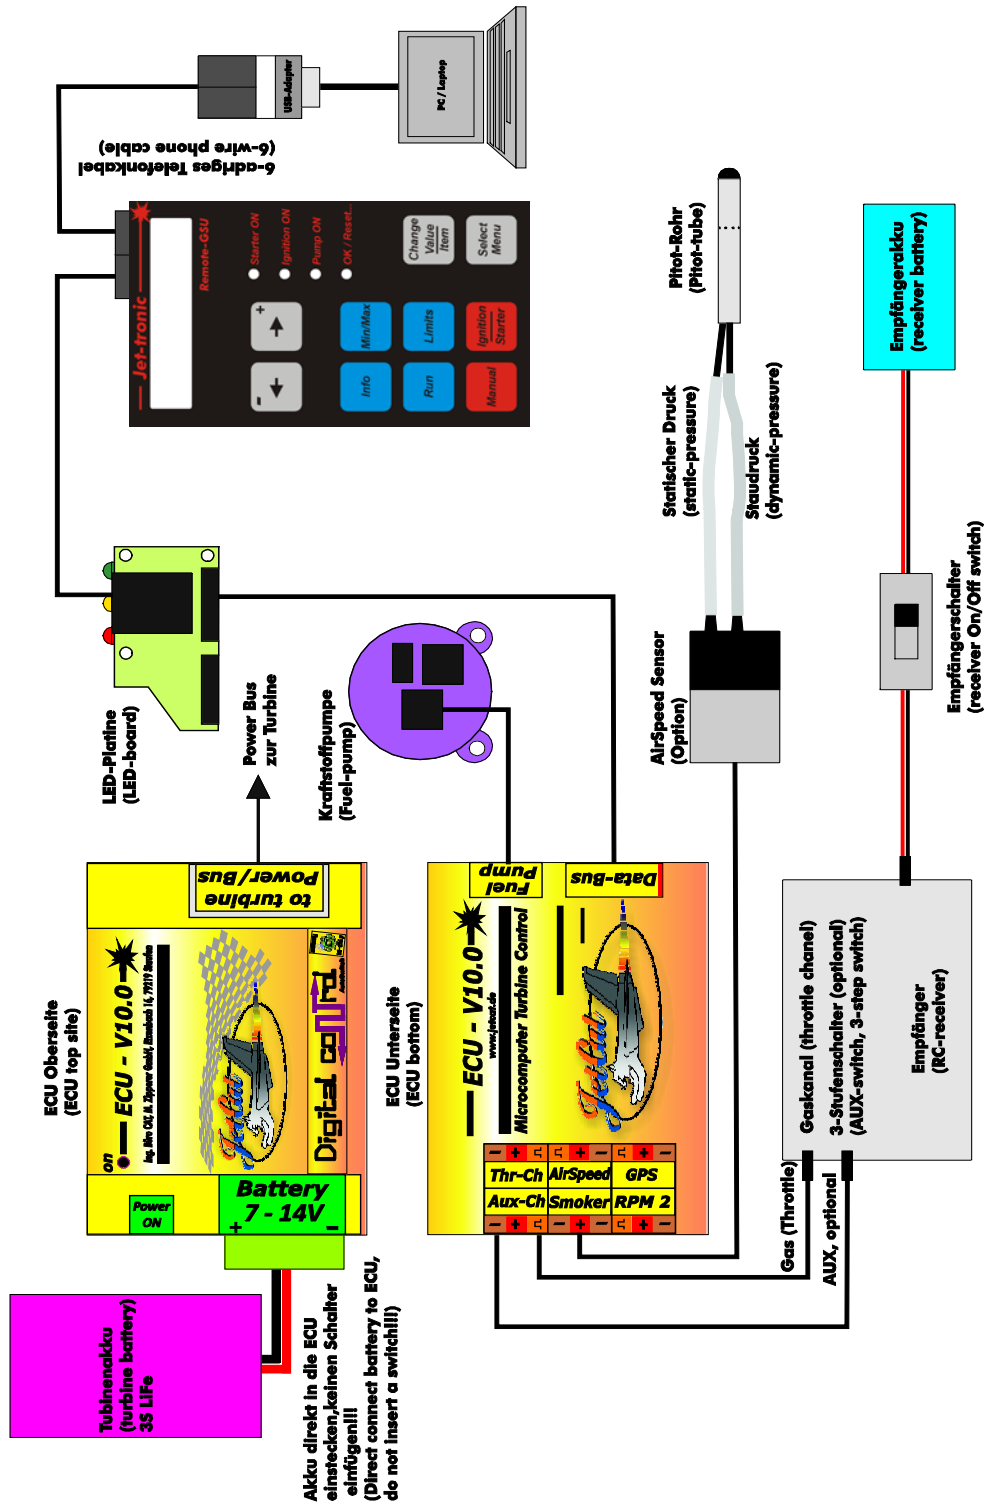 Tubinenakku
(turbine battery)
3S LiFe
Akku direkt in die ECU
einstecken,keinen Schalter
einfügen!!!
(Direct connect battery to ECU,
do not insert a switch!!!)
ECU Oberseite
(ECU top site)
on
ECU - V10.0
Power
ON
Battery
7 - 14V
+
−
JetCat
Digital control
to turbine
Power/Bus
Power Bus
zur Turbine
LED-Platine
(LED-board)
Jet-tronic
Remote-GSU
Starter ON
Ignition ON
Pump ON
OK / Reset...
−
+
Info
Min/Max
Run
Limits
Change
Value
Item
Manual
Ignition
Starter
Select
Menu
6-adriges Telefonkabel
(6-wire phone cable)
USB-Adapter
PC / Laptop
ECU Unterseite
(ECU bottom)
ECU - V10.0
www.jetcat.de
Microcomputer Turbine Control
JetCat
Fuel
Pump
Data-Bus
Thr-Ch
AirSpeed
GPS
Aux-Ch
Smoker
RPM 2
Kraftstoffpumpe
(Fuel-pump)
AirSpeed Sensor
(Option)
Statischer Druck
(static-pressure)
Staudruck
(dynamic-pressure)
Pitot-Rohr
(Pitot-tube)
Gas (Throttle)
AUX, optional
Gaskanal (throttle chanel)
3-Stufenschalter (optional)
(AUX-switch, 3-step switch)
Empfänger
(RC-receiver)
Empfängerschalter
(receiver On/Off switch)
Empfängerakku
(receiver battery)